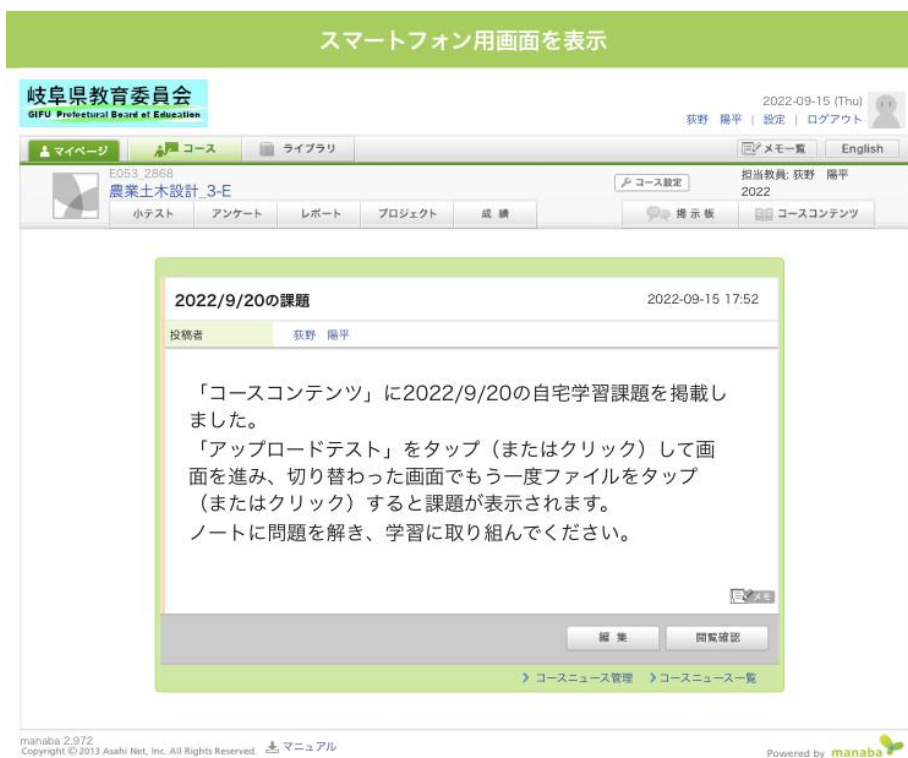 スマートフォン用画面を表示
岐阜県教育委員会
GIFU Prefectural Board of Education
2022-09-15 (Thu)
荻野 陽平 | 設定 | ログアウト
マイページ コース ライブラリ メモ一覧 English
E053_2868
農業土木設計_3-E
コース設定
担当教員: 荻野 陽平
2022
小テスト アンケート レポート プロジェクト 成績 掲示板 コースコンテンツ
2022/9/20の課題 2022-09-15 17:52
投稿者 荻野 陽平
「コースコンテンツ」に2022/9/20の自宅学習課題を掲載し
ました。
「アップロードテスト」をタップ（またはクリック）して画
面を進み、切り替わった画面でもう一度ファイルをタップ
（またはクリック）すると課題が表示されます。
ノートに問題を解き、学習に取り組んでください。
メモ
編集 閲覧確認
コースニュース管理 コースニュース一覧
manaba 2.972
Copyright © 2013 Asahi Net, Inc. All Rights Reserved. マニュアル
Powered by manaba